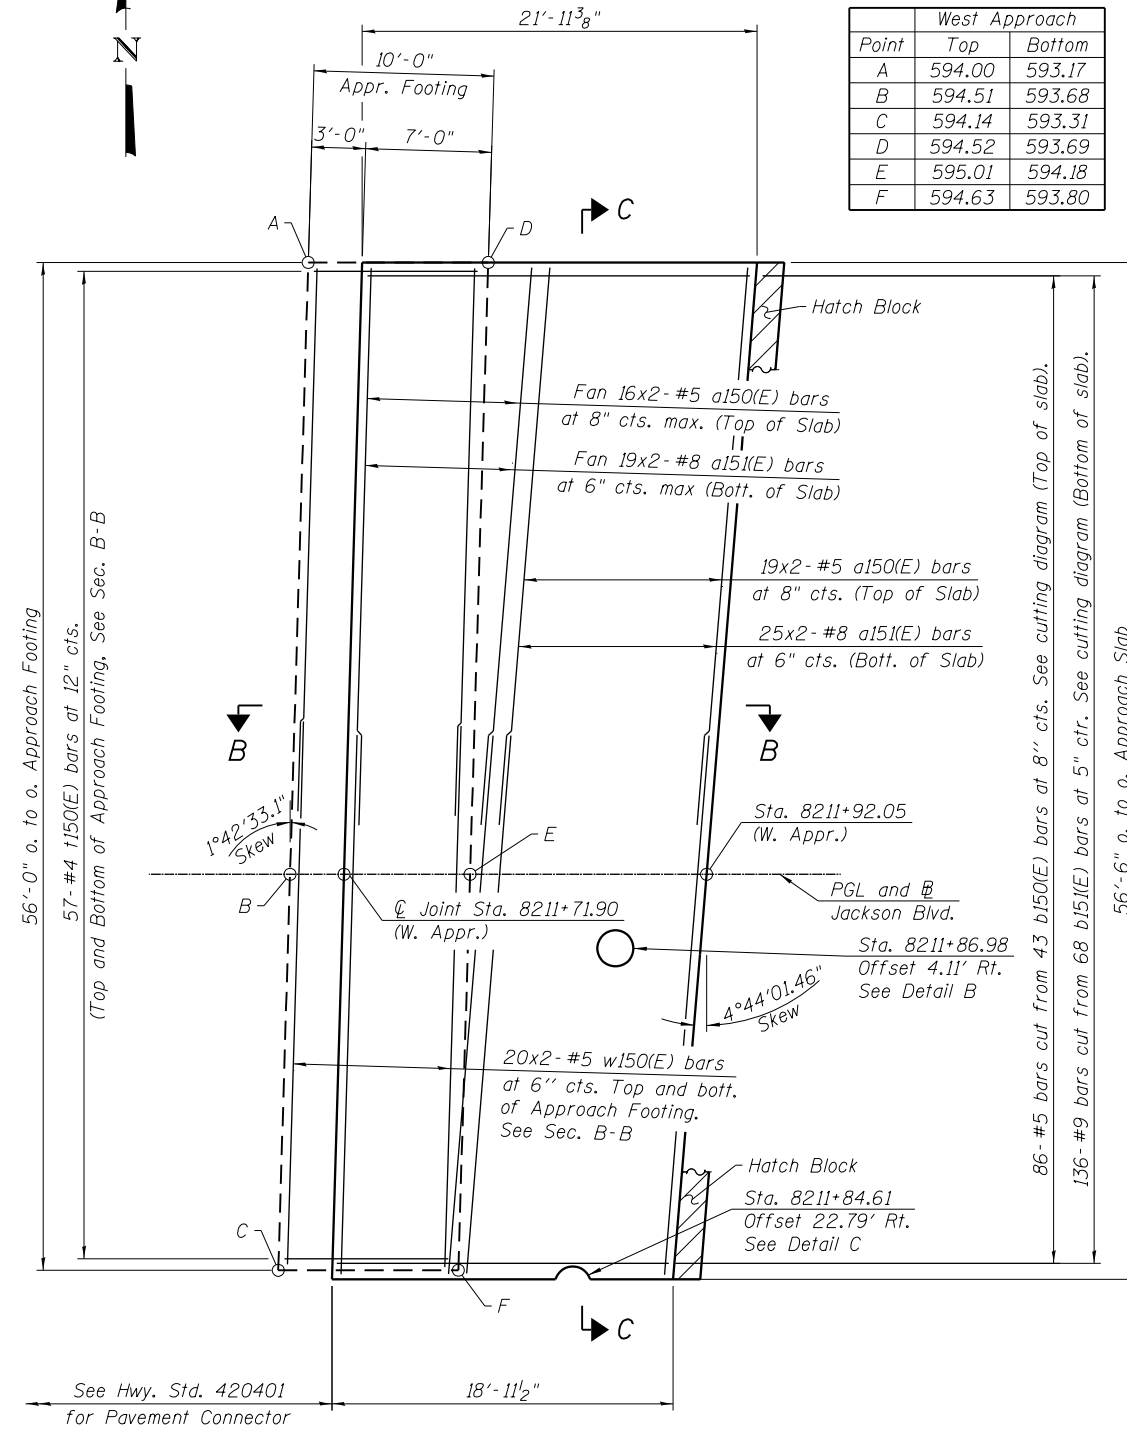 21'-11 3/8"
N
10'-0"
Appr. Footing
3'-0"
7'-0"
West Approach
Point Top Bottom
A 594.00 593.17
B 594.51 593.68
C 594.14 593.31
D 594.52 593.69
E 595.01 594.18
F 594.63 593.80
C
A
D
Hatch Block
Fan 16x2-#5 a150(E) bars
at 8" cts. max. (Top of Slab)
Fan 19x2-#8 a151(E) bars
at 6" cts. max (Bott. of Slab)
19x2-#5 a150(E) bars
at 8" cts. (Top of Slab)
25x2-#8 a151(E) bars
at 6" cts. (Bott. of Slab)
56'-0" o. to o. Approach Footing
57-#4 t150(E) bars at 12" cts.
(Top and Bottom of Approach Footing, See Sec. B-B
86-#5 bars cut from 43 b150(E) bars at 8'' cts. See cutting diagram (Top of slab).
136-#9 bars cut from 68 b151(E) bars at 5" ctr. See cutting diagram (Bottom of slab).
56'-6" o. to o. Approach Slab
B
B
1°42'33.1"
Skew
Sta. 8211+92.05
(W. Appr.)
E
B
℄ Joint Sta. 8211+71.90
(W. Appr.)
PGL and ⅊
Jackson Blvd.
Sta. 8211+86.98
Offset 4.11' Rt.
See Detail B
4°44'01.46"
Skew
20x2-#5 w150(E) bars
at 6'' cts. Top and bott.
of Approach Footing.
See Sec. B-B
Hatch Block
Sta. 8211+84.61
Offset 22.79' Rt.
See Detail C
C
F
C
See Hwy. Std. 420401
for Pavement Connector
18'-11 1/2"